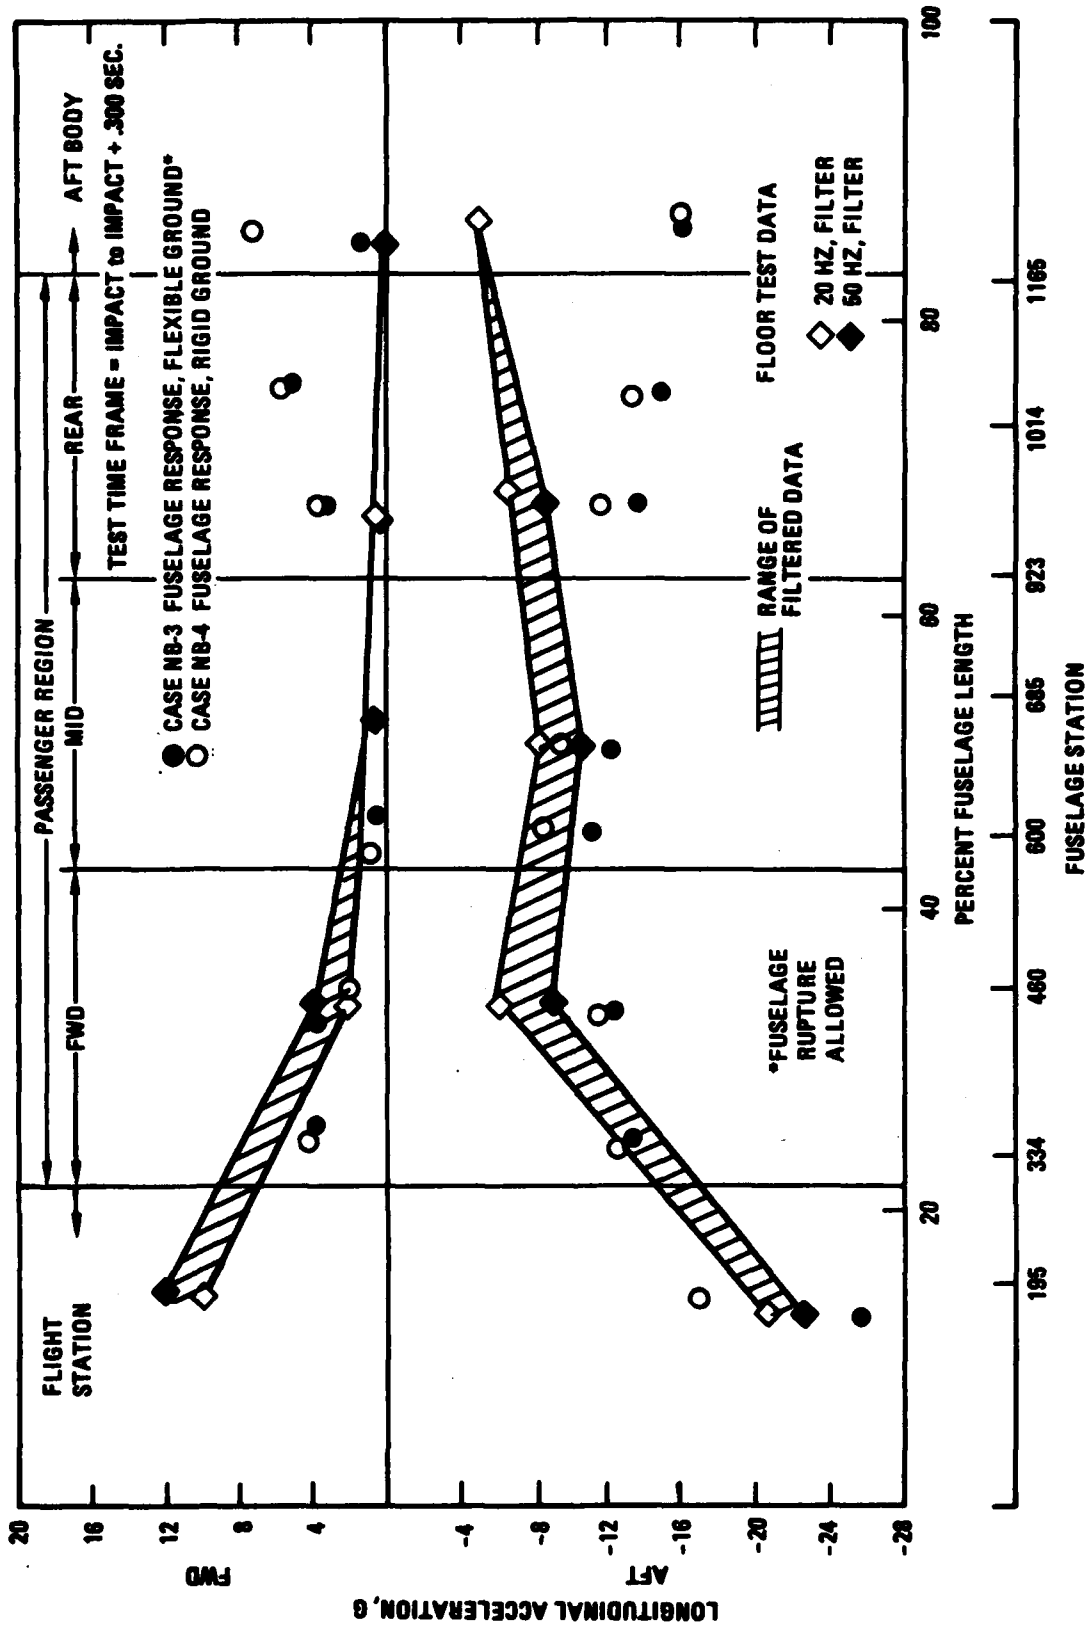 PASSENGER REGION
FLIGHT
STATION
FWD
MID
REAR
AFT BODY
TEST TIME FRAME = IMPACT to IMPACT + .300 SEC.
CASE NB-3 FUSELAGE RESPONSE, FLEXIBLE GROUND*
CASE NB-4 FUSELAGE RESPONSE, RIGID GROUND
LONGITUDINAL ACCELERATION, G
FWD
AFT
20
16
12
8
4
-4
-8
-12
-16
-20
-24
-28
*FUSELAGE
RUPTURE
ALLOWED
RANGE OF
FILTERED DATA
FLOOR TEST DATA
20 HZ, FILTER
50 HZ, FILTER
20
40
60
80
100
PERCENT FUSELAGE LENGTH
195
334
460
600
685
923
1014
1165
FUSELAGE STATION